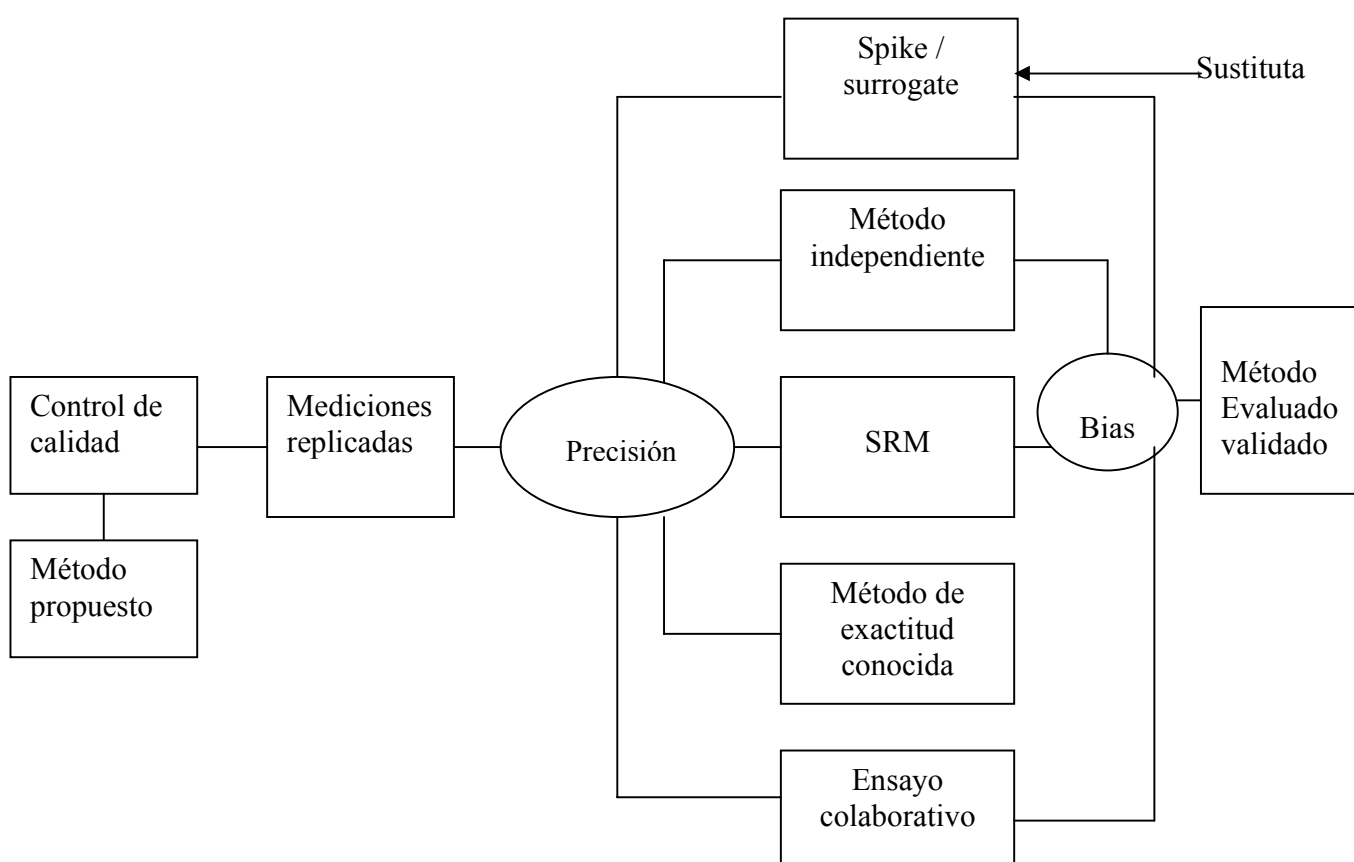 Spike /
surrogate
Sustituta
Método
independiente
Control de
calidad
Mediciones
replicadas
Precisión
SRM
Bias
Método
Evaluado
validado
Método
propuesto
Método de
exactitud
conocida
Ensayo
colaborativo